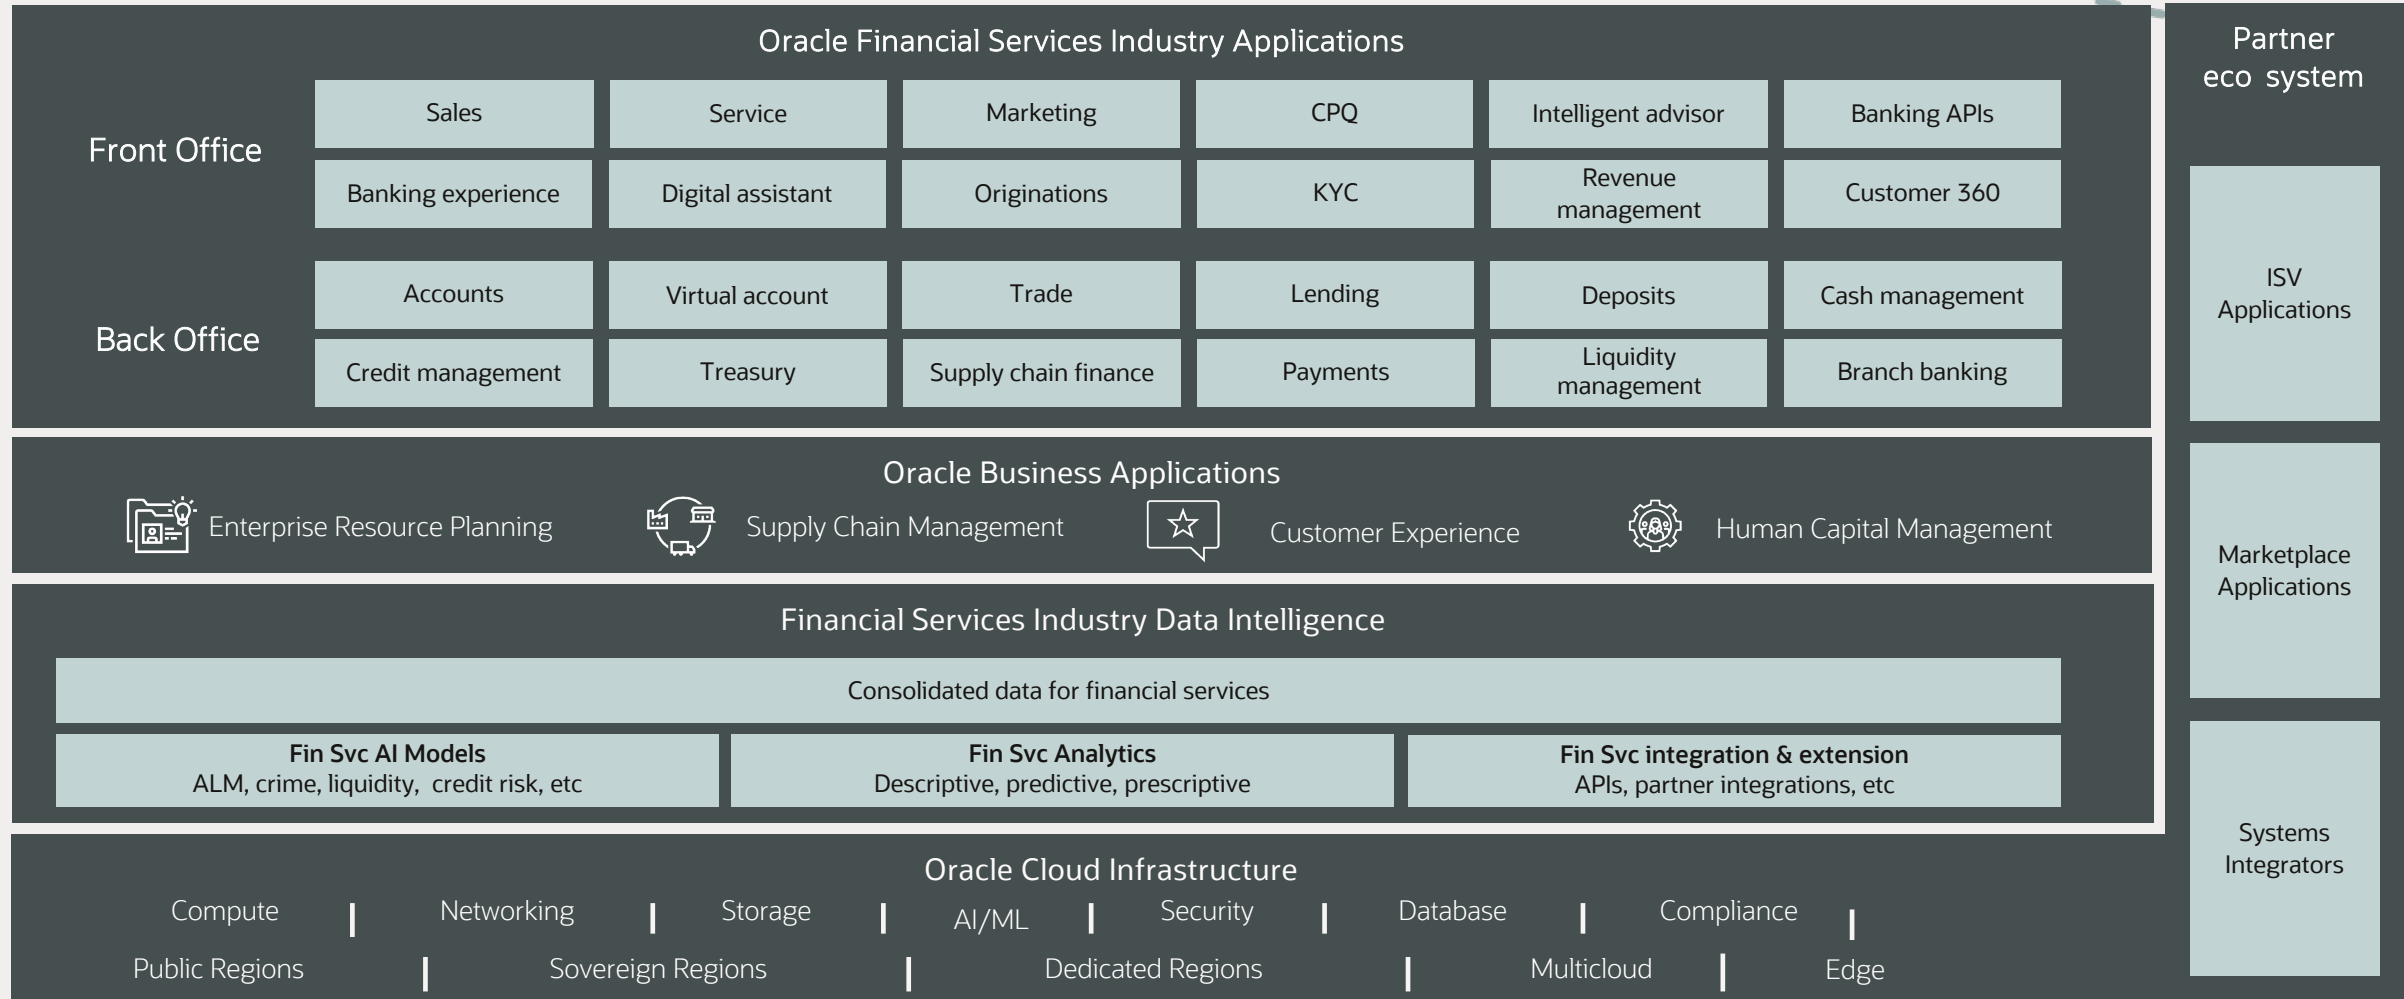 Oracle Financial Services Industry Applications
Front Office
Sales
Service
Marketing
CPQ
Intelligent advisor
Banking APIs
Banking experience
Digital assistant
Originations
KYC
Revenue
management
Customer 360
Back Office
Accounts
Virtual account
Trade
Lending
Deposits
Cash management
Credit management
Treasury
Supply chain finance
Payments
Liquidity
management
Branch banking
Oracle Business Applications
Enterprise Resource Planning
Supply Chain Management
Customer Experience
Human Capital Management
Financial Services Industry Data Intelligence
Consolidated data for financial services
Fin Svc AI Models
ALM, crime, liquidity, credit risk, etc
Fin Svc Analytics
Descriptive, predictive, prescriptive
Fin Svc integration & extension
APIs, partner integrations, etc
Oracle Cloud Infrastructure
Compute | Networking | Storage | AI/ML | Security | Database | Compliance |
Public Regions | Sovereign Regions | Dedicated Regions | Multicloud | Edge
Partner
eco system
ISV
Applications
Marketplace
Applications
Systems
Integrators